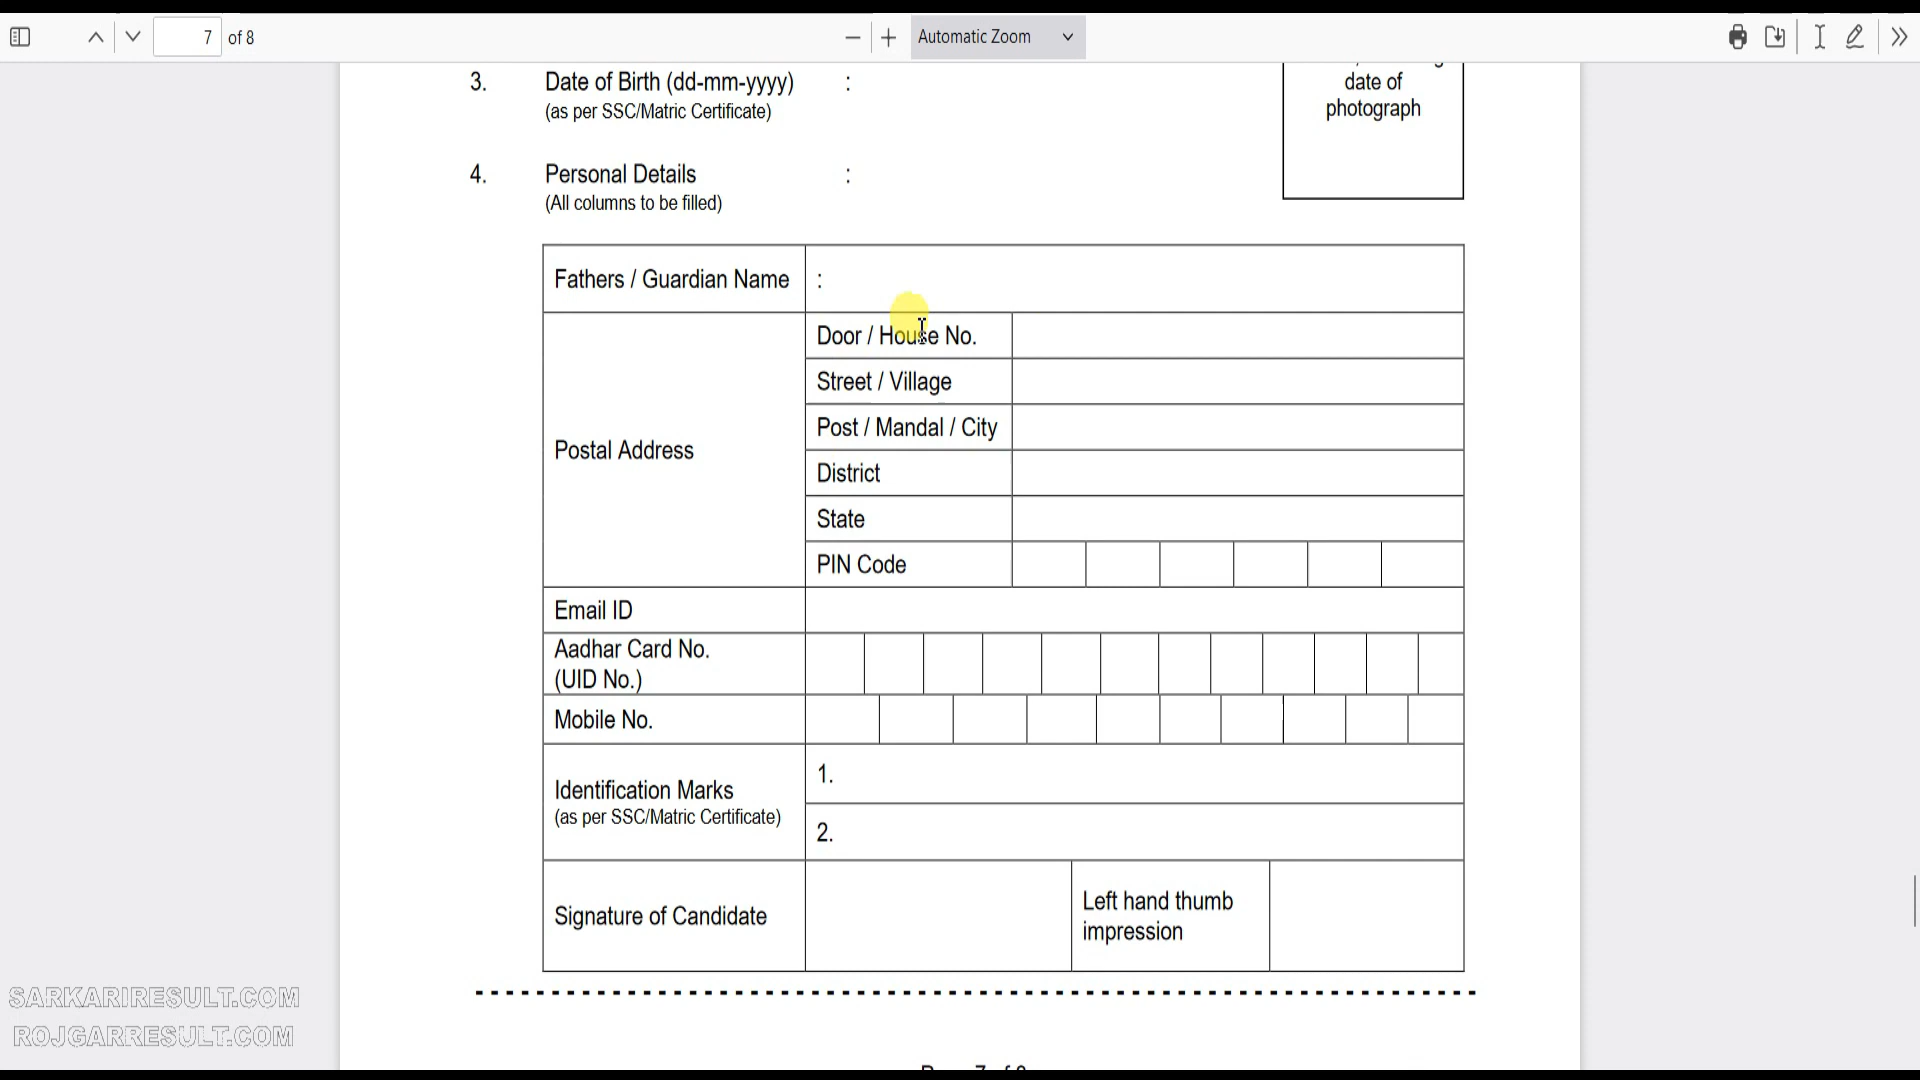 7 of 8
Automatic Zoom
3. Date of Birth (dd-mm-yyyy) :
(as per SSC/Matric Certificate)
date of
photograph
4. Personal Details :
(All columns to be filled)
Fathers / Guardian Name :
Postal Address
Door / House No.
Street / Village
Post / Mandal / City
District
State
PIN Code
Email ID
Aadhar Card No.
(UID No.)
Mobile No.
Identification Marks
(as per SSC/Matric Certificate)
1.
2.
Signature of Candidate
Left hand thumb
impression
SARKARIRESULT.COM
ROJGARRESULT.COM